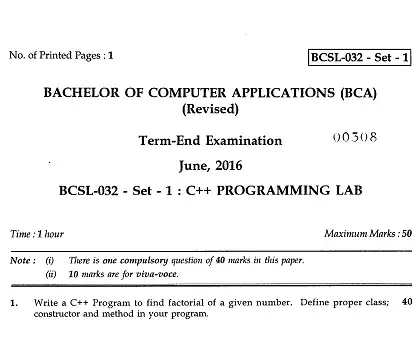 No. of Printed Pages : 1
BCSL-032 - Set - 1
BACHELOR OF COMPUTER APPLICATIONS (BCA)
(Revised)
Term-End Examination
00308
June, 2016
BCSL-032 - Set - 1 : C++ PROGRAMMING LAB
Time : 1 hour
Maximum Marks : 50
Note : (i) There is one compulsory question of 40 marks in this paper.
(ii) 10 marks are for viva-voce.
1. Write a C++ Program to find factorial of a given number. Define proper class; 40
constructor and method in your program.